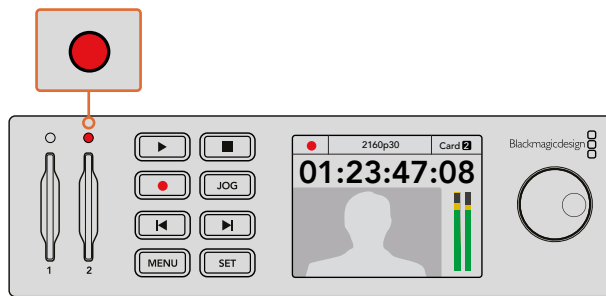 2160p30 Card 2
01:23:47:08
Blackmagicdesign
JOG
MENU SET
1 2